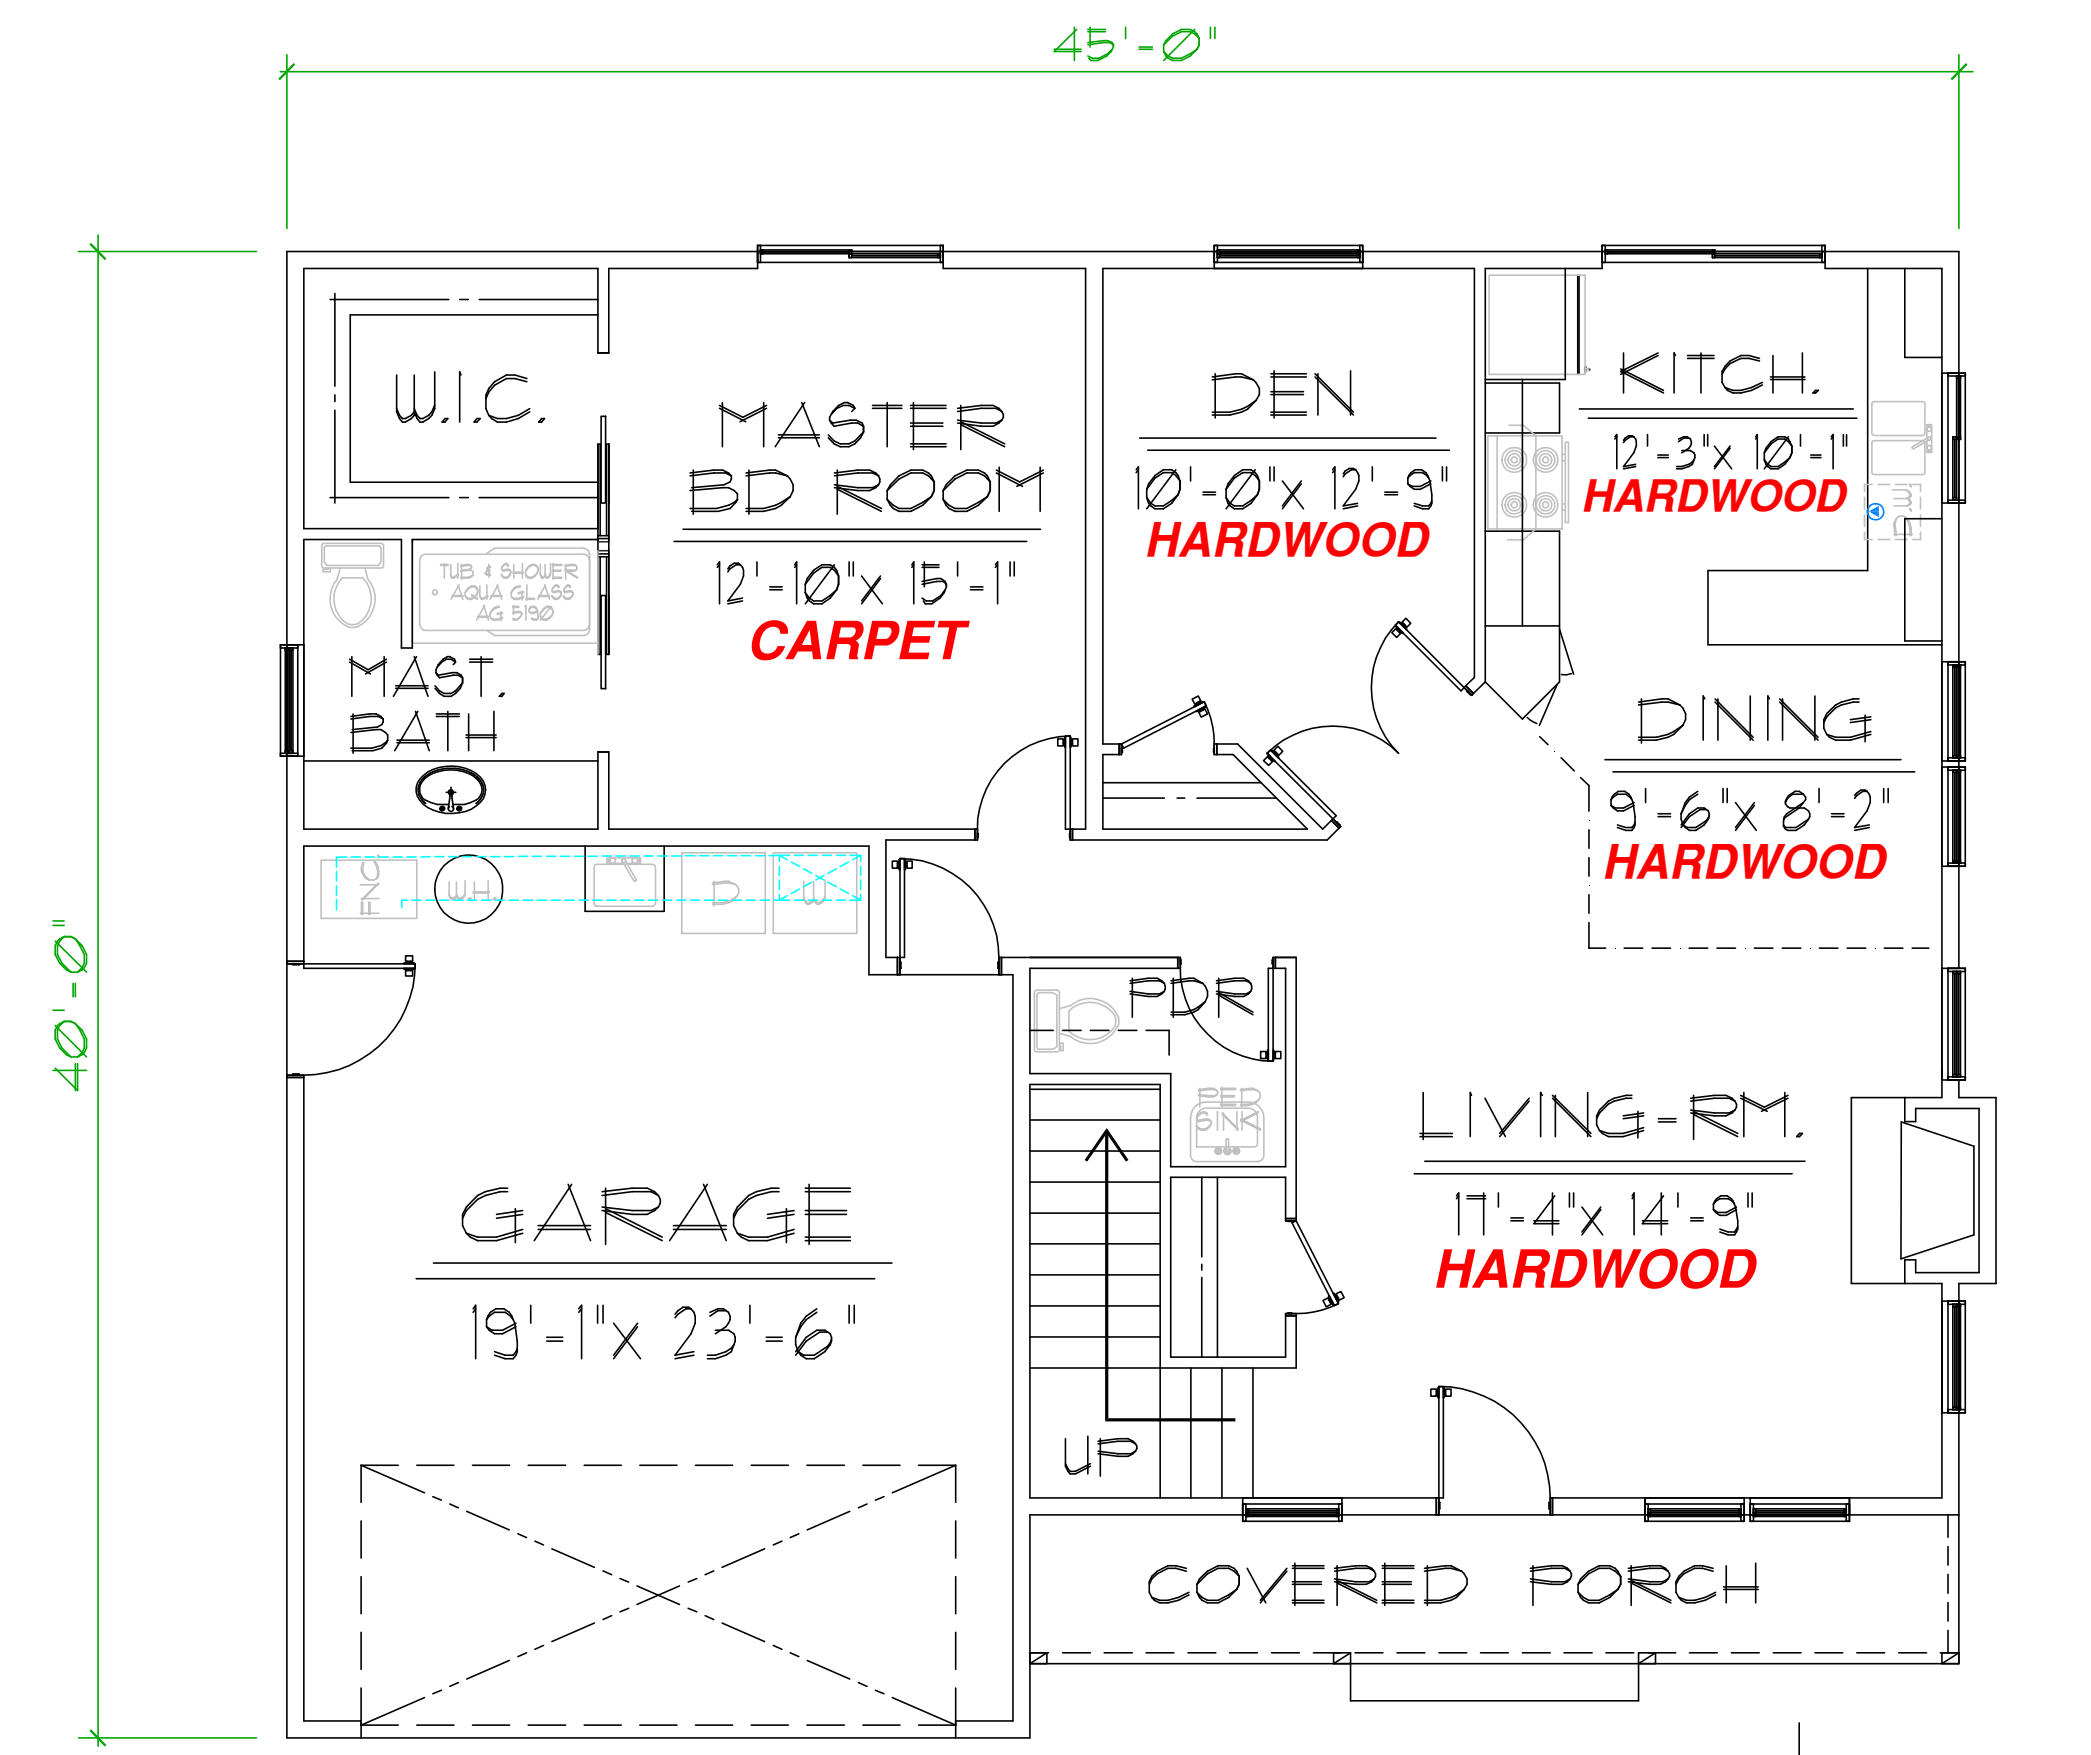 45'-0"
40'-0"
W.I.C.
MASTER
BD ROOM
12'-10"x 15'-1"
CARPET
DEN
10'-0"x 12'-9"
HARDWOOD
KITCH.
12'-3"x 10'-1"
HARDWOOD
DW
TUB & SHOWER
AQUA GLASS
AG 5190
MAST.
BATH
DINING
9'-6"x 8'-2"
HARDWOOD
FNC.
W.H.
D
W
PDR
PED
SINK
LIVING-RM.
17'-4"x 14'-9"
HARDWOOD
GARAGE
19'-1"x 23'-6"
UP
COVERED PORCH